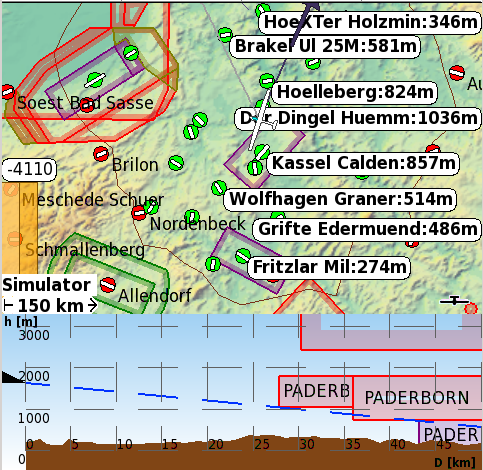 HoeXTer Holzmin:346m
Brakel Ul 25M:581m
Hoelleberg:824m
Soest Bad Sasse
Dingel Huemm:1036m
Brilon
Kassel Calden:857m
-4110
Meschede Schuer
Wolfhagen Graner:514m
Nordenbeck
Grifte Edermuend:486m
Schmallenberg
Fritzlar Mil:274m
Simulator
150 km
Allendorf
h [m]
3000
2000
PADERB
PADERBORN
1000
PADER
0 5 10 15 20 25 30 35 40 45
0
D [km]